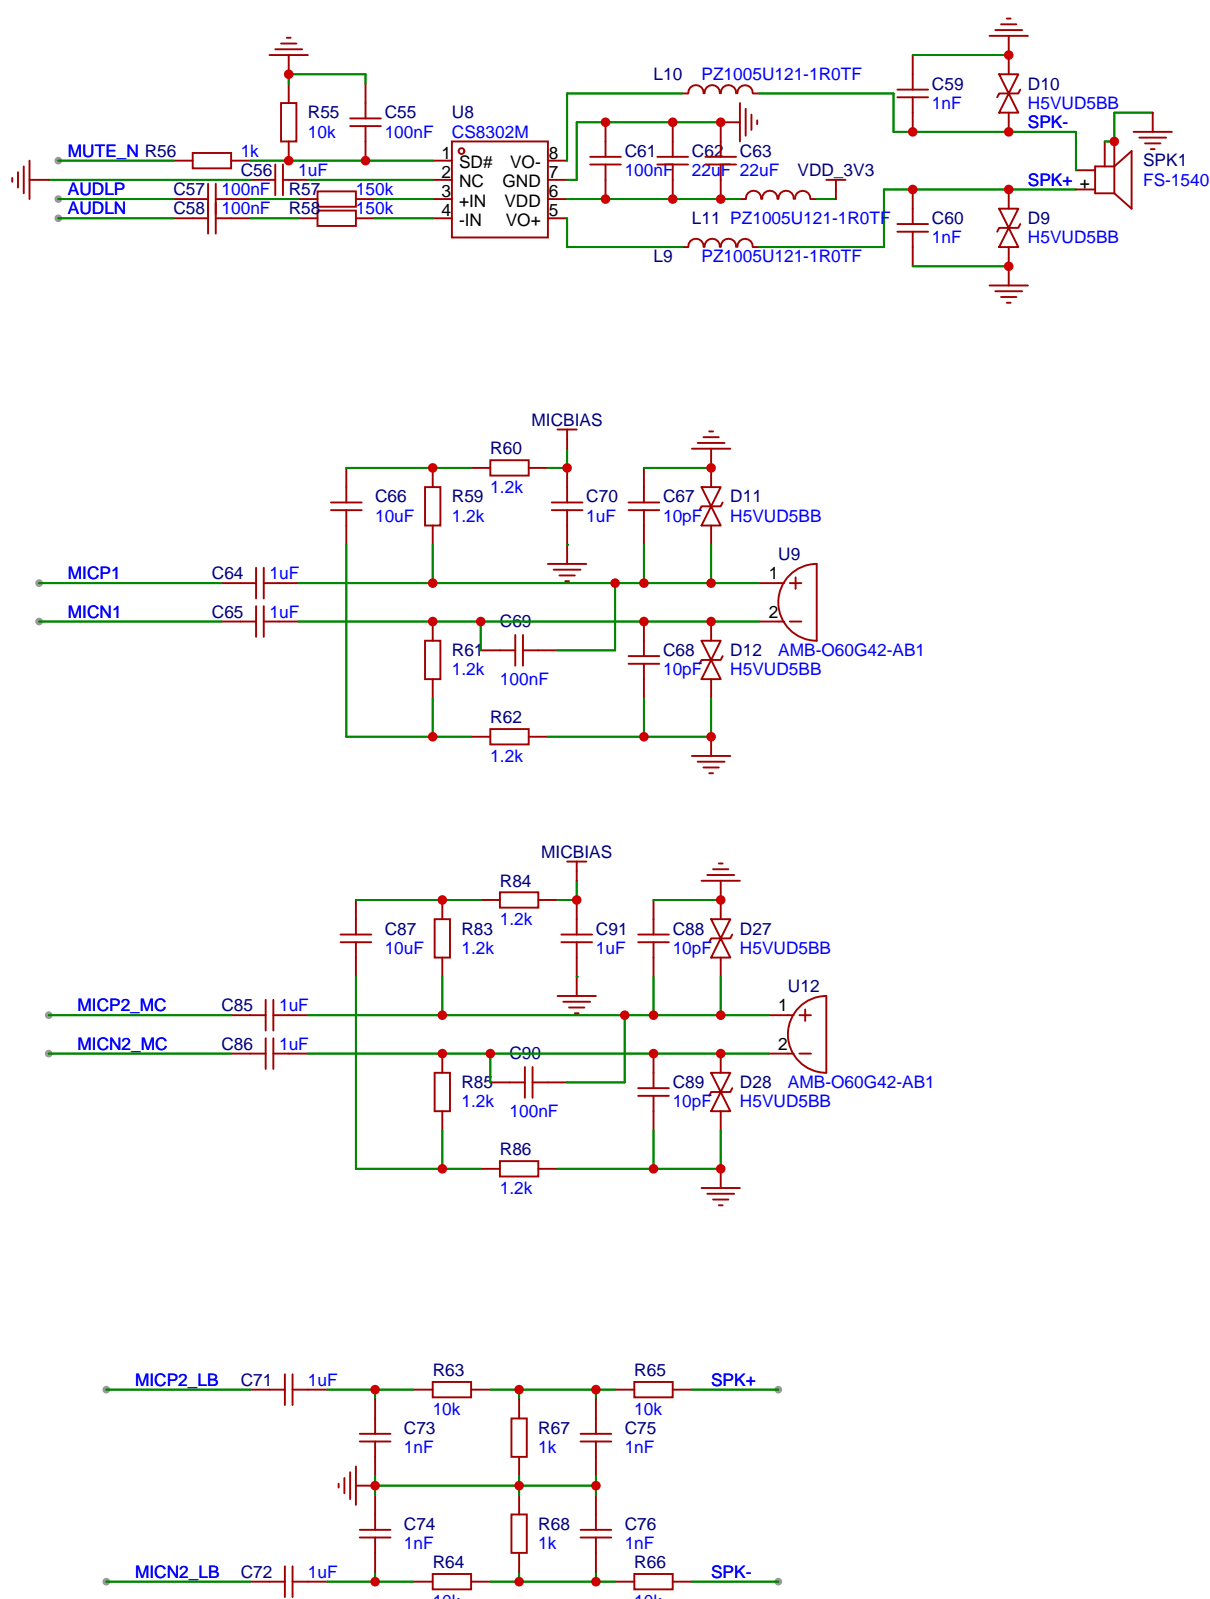 L10 PZ1005U121-1R0TF
C59
1nF
D10
H5VUD5BB
SPK-
R55
10k
C55
100nF
U8
CS8302M
C61
100nF
C62
22uF
C63
22uF
VDD_3V3
SPK1
FS-1540
MUTE_N R56 1k
1 SD# VO- 8
C56 1uF
2 NC GND 7
AUDLP C57 100nF R57 150k
3 +IN VDD 6
AUDLN C58 100nF R58 150k
4 -IN VO+ 5
SPK+
+
L11 PZ1005U121-1R0TF
C60
1nF
D9
H5VUD5BB
L9 PZ1005U121-1R0TF
MICBIAS
R60
1.2k
C66
10uF
R59
1.2k
C70
1uF
C67
10pF
D11
H5VUD5BB
U9
MICP1 C64 1uF
1
MICN1 C65 1uF
2
C69
100nF
R61
1.2k
C68
10pF
D12
H5VUD5BB
AMB-O60G42-AB1
R62
1.2k
MICBIAS
R84
1.2k
C87
10uF
R83
1.2k
C91
1uF
C88
10pF
D27
H5VUD5BB
U12
MICP2_MC C85 1uF
1
MICN2_MC C86 1uF
2
C90
100nF
R85
1.2k
C89
10pF
D28
H5VUD5BB
AMB-O60G42-AB1
R86
1.2k
MICP2_LB C71 1uF
R63
10k
R65
10k
SPK+
C73
1nF
R67
1k
C75
1nF
C74
1nF
R68
1k
C76
1nF
MICN2_LB C72 1uF
R64
10k
R66
10k
SPK-